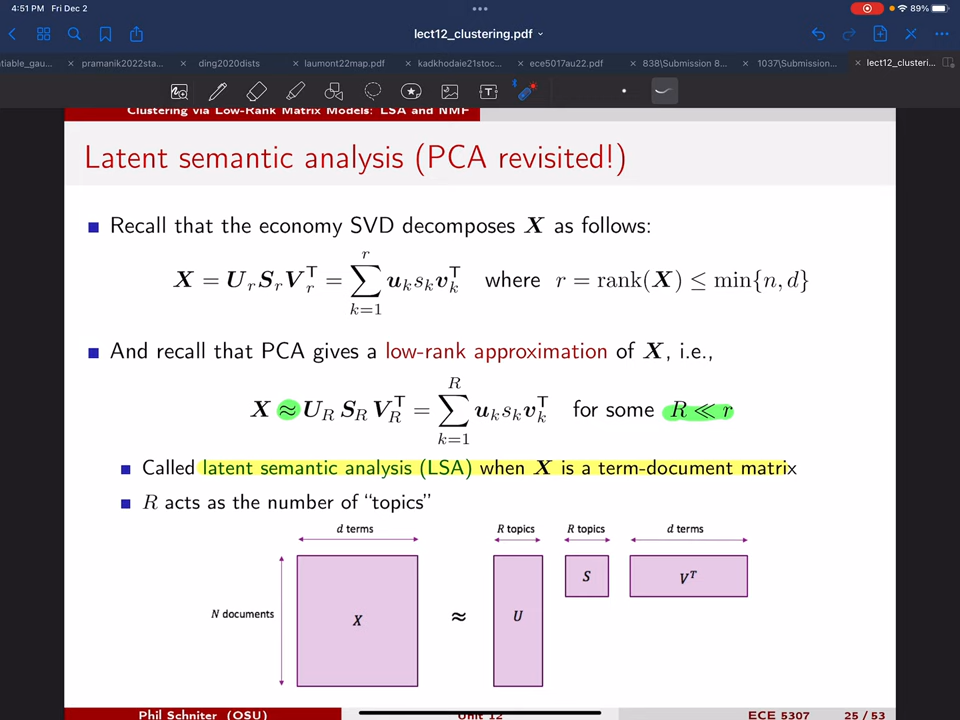 4:51 PM Fri Dec 2
89%
lect12_clustering.pdf
tiable_gau...
pramanik2022sta...
ding2020dists
laumont22map.pdf
kadkhodaie21stoc...
ece5017au22.pdf
838\Submission 8...
1037\Submission...
lect12_clusteri...
Clustering via Low-Rank Matrix Models: LSA and NMF
Latent semantic analysis (PCA revisited!)
Recall that the economy SVD decomposes X as follows:
X = U_r S_r V_r^T = ∑_{k=1}^{r} u_k s_k v_k^T where r = rank(X) ≤ min{n, d}
And recall that PCA gives a low-rank approximation of X, i.e.,
X ≈ U_R S_R V_R^T = ∑_{k=1}^{R} u_k s_k v_k^T for some R ≪ r
Called latent semantic analysis (LSA) when X is a term-document matrix
R acts as the number of “topics”
d terms
R topics
R topics
d terms
N documents
X
≈
U
S
V^T
Phil Schniter (OSU)
Unit 12
ECE 5307
25 / 53